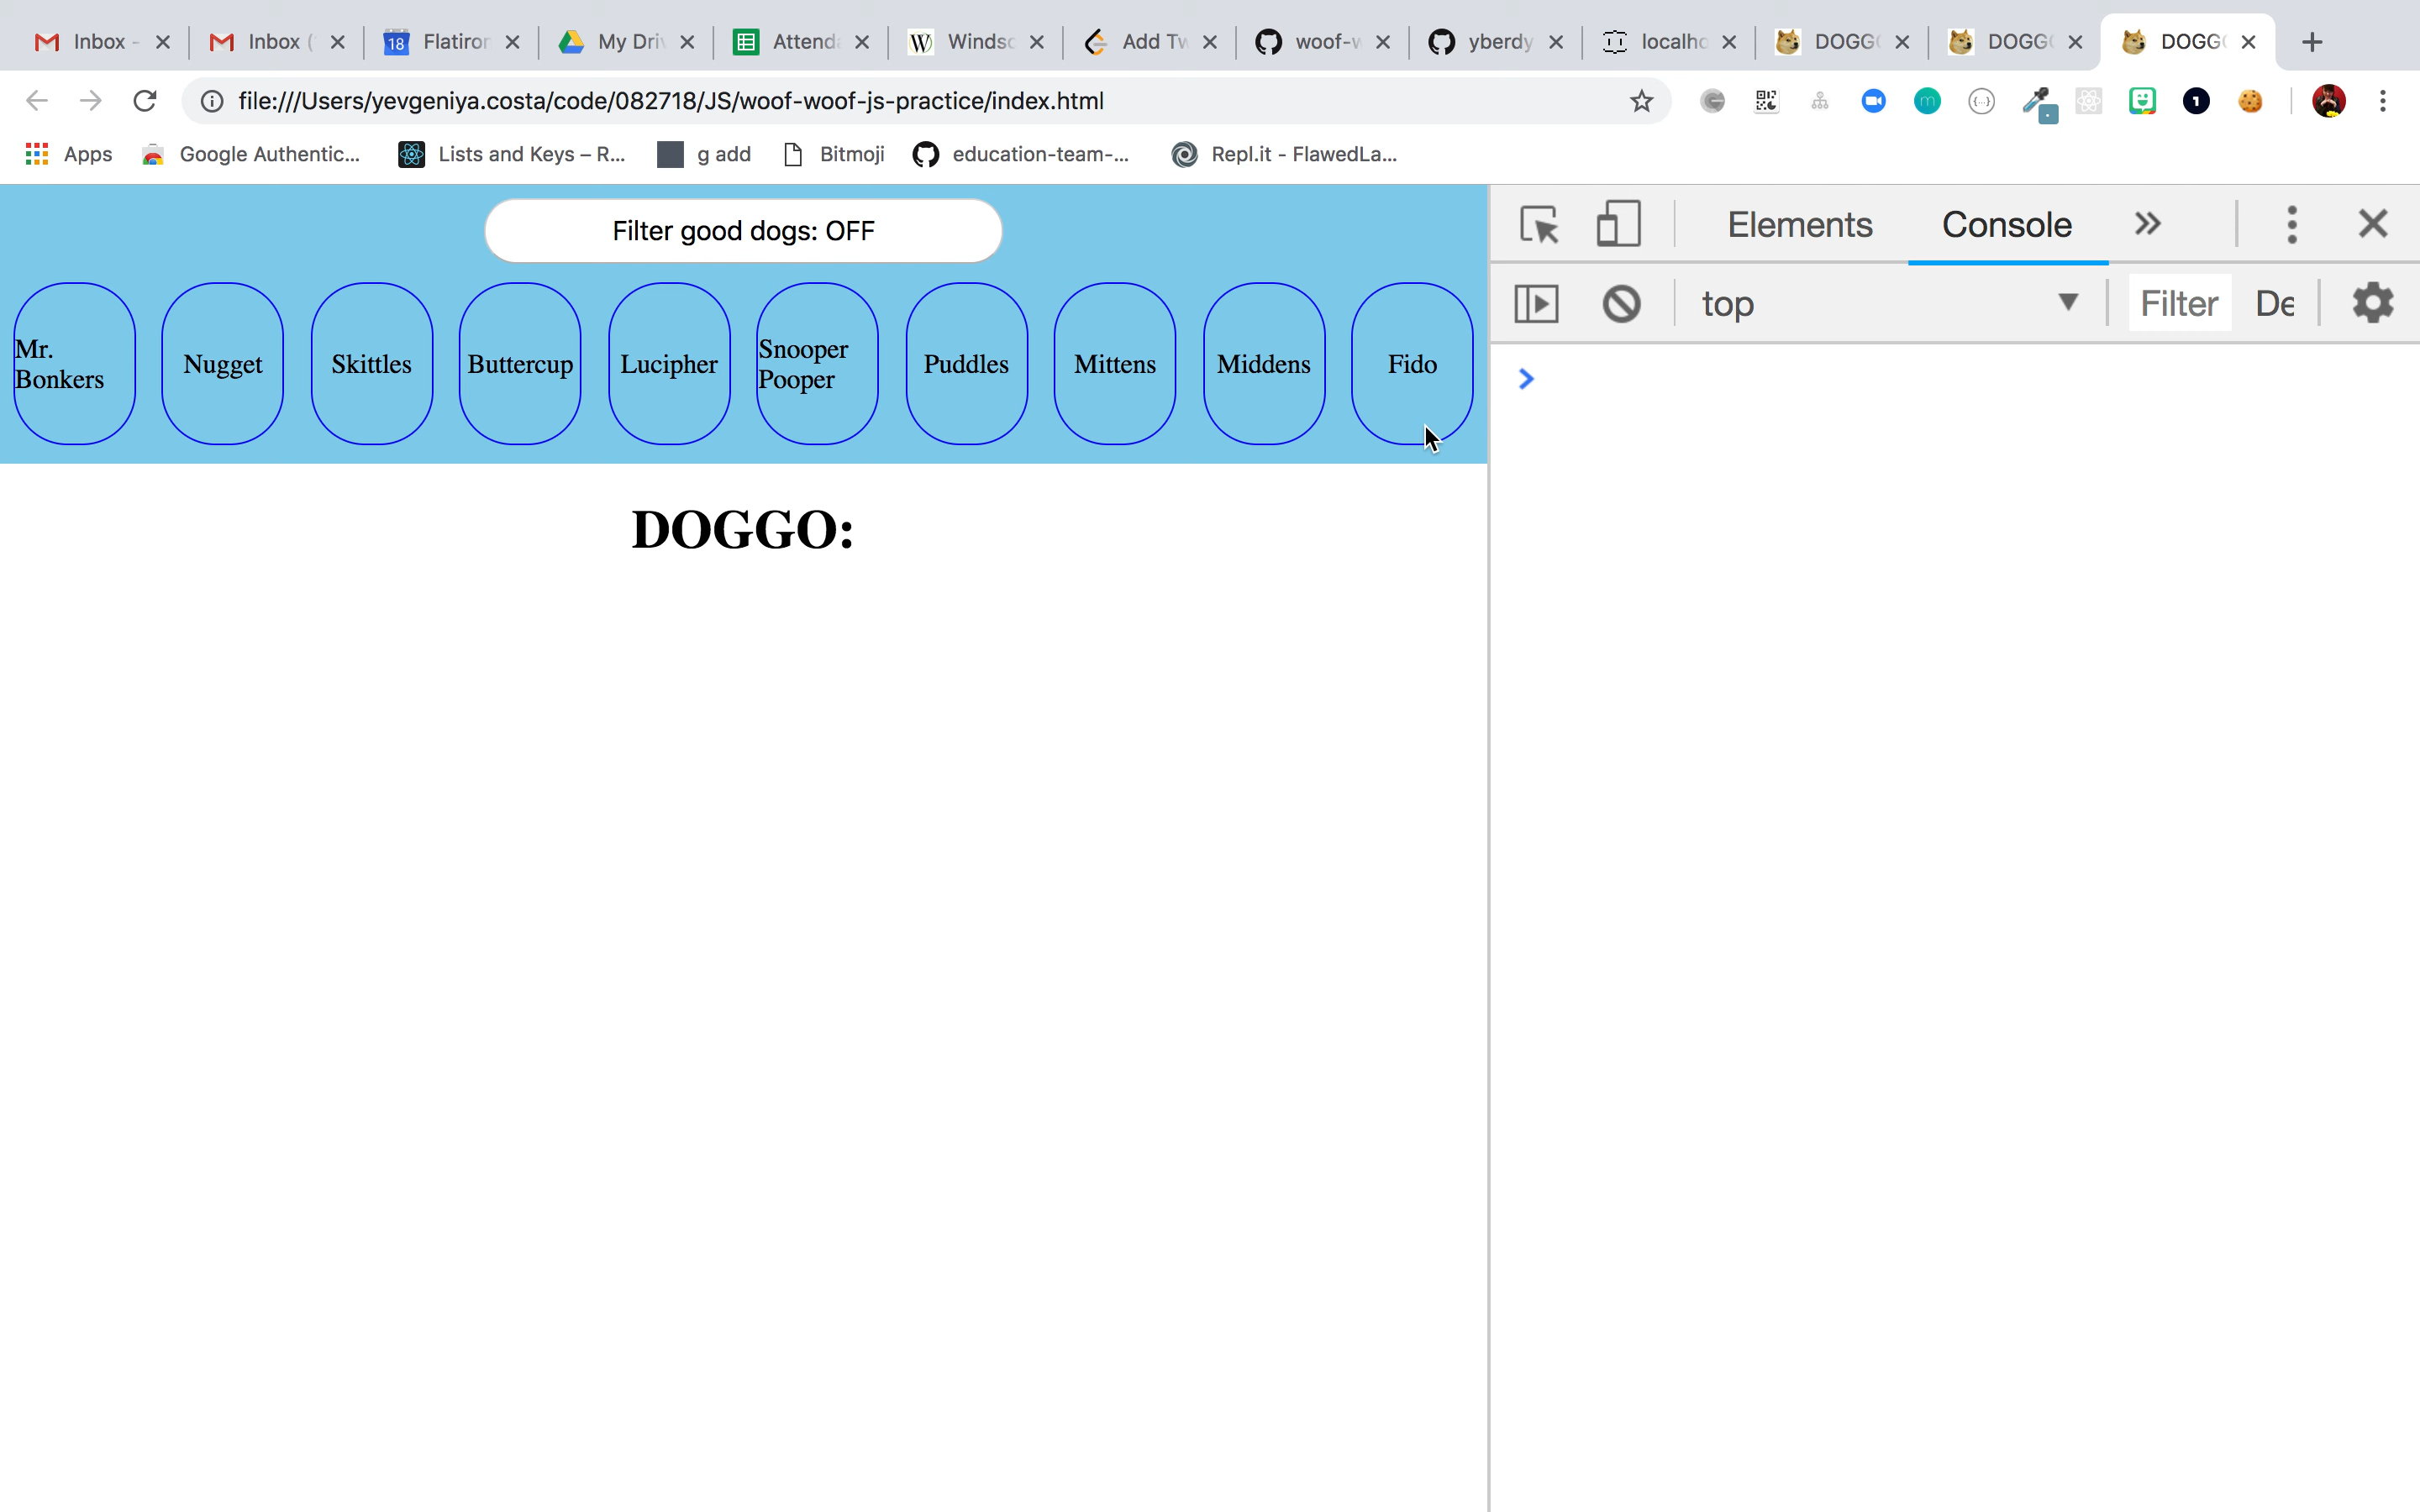 Inbox -
Inbox (
18
Flatiron
My Driv
Attenda
W
Windsc
Add Tw
woof-w
yberdy
localhc
DOGG
DOGG
DOGG
file:///Users/yevgeniya.costa/code/082718/JS/woof-woof-js-practice/index.html
Apps
Google Authentic...
Lists and Keys – R...
g add
Bitmoji
education-team-...
Repl.it - FlawedLa...
Filter good dogs: OFF
Mr.
Bonkers
Nugget
Skittles
Buttercup
Lucipher
Snooper
Pooper
Puddles
Mittens
Middens
Fido
DOGGO:
Elements
Console
top
Filter
De